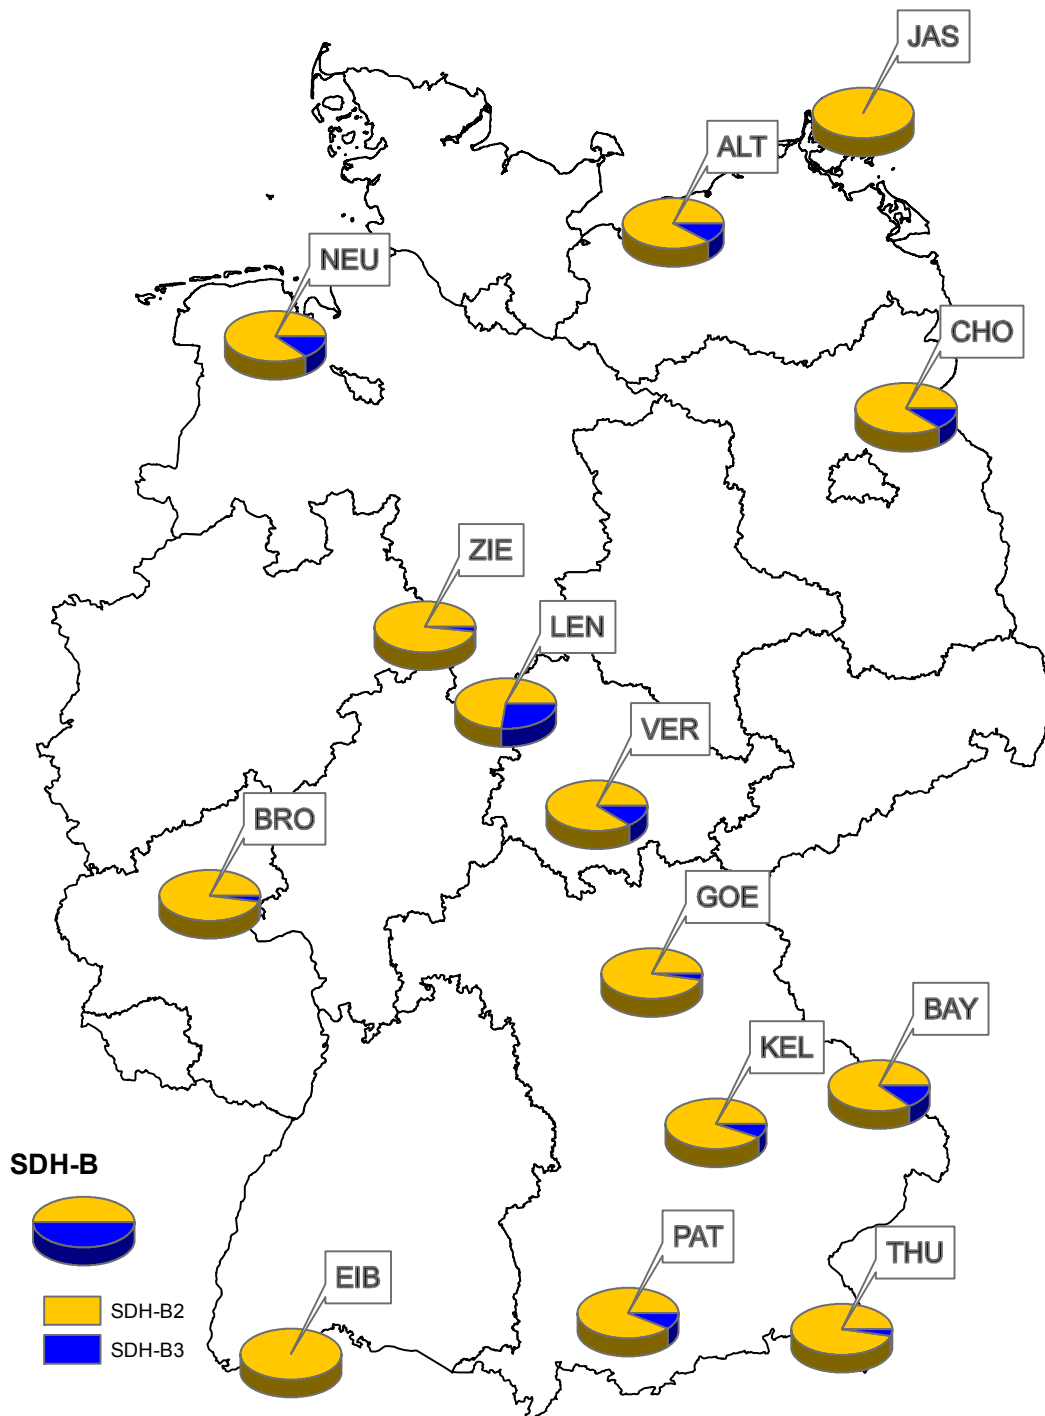 JAS
ALT
NEU
CHO
ZIE
LEN
VER
BRO
GOE
BAY
KEL
SDH-B
PAT
THU
EIB
SDH-B2
SDH-B3